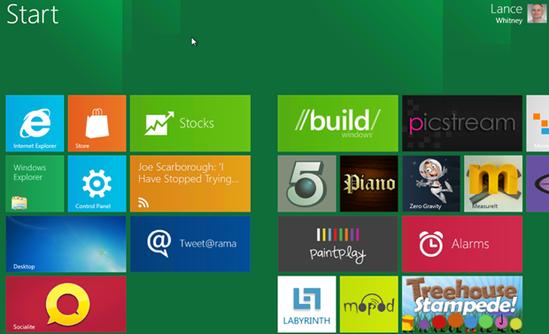 Start
Lance
Whitney
Internet Explorer
Store
Stocks
Windows
Explorer
Control Panel
Joe Scarborough: 'I
Have Stopped Trying...
Desktop
Tweet@rama
Socialite
//build/
windows
picstream
5
Piano
Zero Gravity
m
MeasureIt
paintplay
Alarms
LABYRINTH
mopod
Treehouse
Stampede!